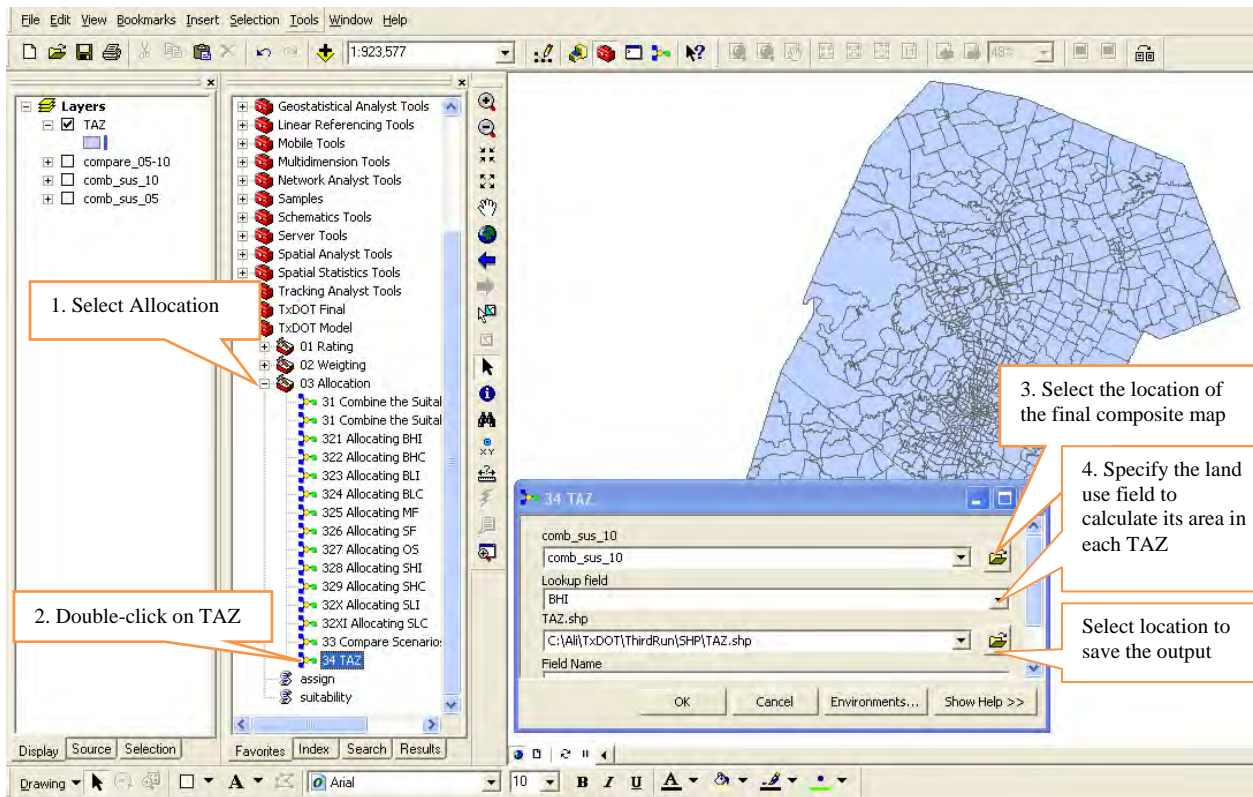 File Edit View Bookmarks Insert Selection Tools Window Help
1:923,577
48%
Layers
TAZ
compare_05-10
comb_sus_10
comb_sus_05
Display Source Selection
Geostatistical Analyst Tools
Linear Referencing Tools
Mobile Tools
Multidimension Tools
Network Analyst Tools
Samples
Schematics Tools
Server Tools
Spatial Analyst Tools
Spatial Statistics Tools
Tracking Analyst Tools
TxDOT Final
TxDOT Model
01 Rating
02 Weigting
03 Allocation
31 Combine the Suital
31 Combine the Suital
321 Allocating BHI
322 Allocating BHC
323 Allocating BLI
324 Allocating BLC
325 Allocating MF
326 Allocating SF
327 Allocating OS
328 Allocating SHI
329 Allocating SHC
32X Allocating SLI
32XI Allocating SLC
33 Compare Scenarios
34 TAZ
assign
suitability
Favorites Index Search Results
XY
1. Select Allocation
2. Double-click on TAZ
3. Select the location of
the final composite map
4. Specify the land
use field to
calculate its area in
each TAZ
Select location to
save the output
34 TAZ
comb_sus_10
comb_sus_10
Lookup field
BHI
TAZ.shp
C:\Ali\TxDOT\ThirdRun\SHP\TAZ.shp
Field Name
OK Cancel Environments... Show Help >>
Drawing A Arial 10 B I U A